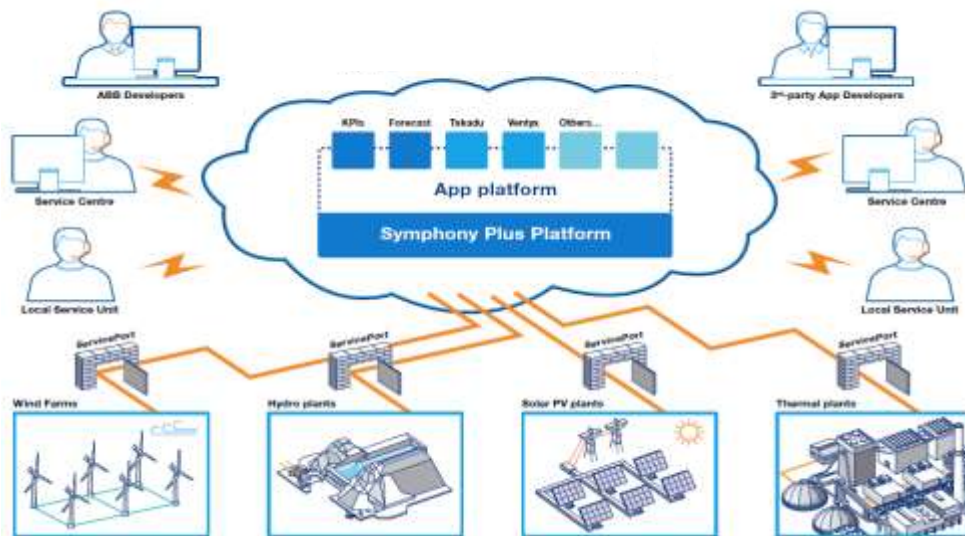 ABB Developers
3rd-party App Developers
KPIs Forecast Takadu Ventyx Others...
App platform
Symphony Plus Platform
Service Centre
Service Centre
Local Service Unit
Local Service Unit
ServicePort
ServicePort
ServicePort
ServicePort
Wind Farms
Hydro plants
Solar PV plants
Thermal plants